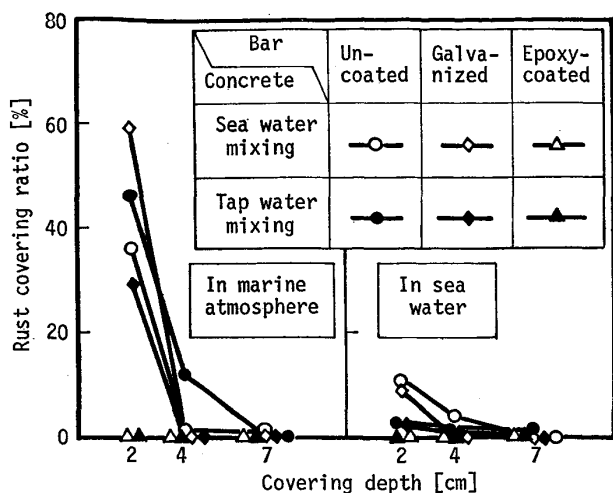 80
60
40
20
0
Rust covering ratio [%]
Bar
Concrete
Un-
coated
Galva-
nized
Epoxy-
coated
Sea water
mixing
Tap water
mixing
In marine
atmosphere
In sea
water
2 4 7 2 4 7
Covering depth [cm]